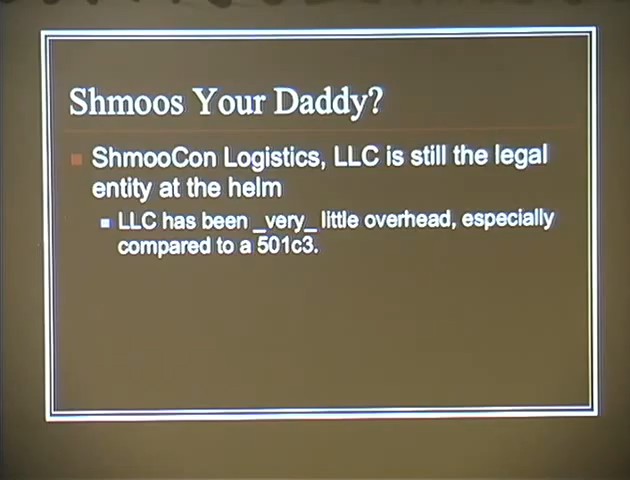 Shmoos Your Daddy?
ShmooCon Logistics, LLC is still the legal
entity at the helm
LLC has been _very_ little overhead, especially
compared to a 501c3.